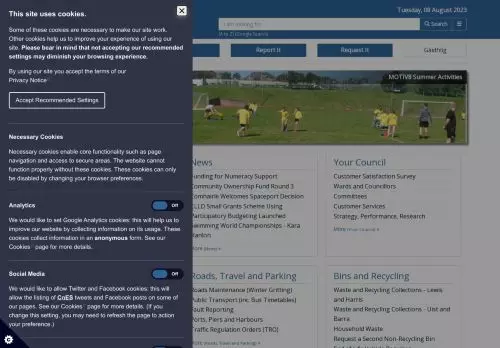 This site uses cookies.
Some of these cookies are necessary to make our site work.
Other cookies help us to improve your experience of using our
site. Please bear in mind that not accepting our recommended
settings may diminish your browsing experience.
By using our site you accept the terms of our
Privacy Notice
Accept Recommended Settings
Necessary Cookies
Necessary cookies enable core functionality such as page
navigation and access to secure areas. The website cannot
function properly without these cookies. These cookies can only
be disabled by changing your browser preferences.
Analytics
Off
We would like to set Google Analytics cookies: this will help us to
improve our website by collecting information on its usage. These
cookies collect information in an anonymous form. See our
Cookies page for more details.
Social Media
Off
We would like to allow Twitter and Facebook cookies: this will
allow the listing of CnES tweets and Facebook posts on some of
our pages. See our Cookies page for more details. (If you
change this setting, you may need to refresh the page to action
your preference.)
Off
Tuesday, 08 August 2023
I am looking for
Search
(A to Z) (Google Search)
Report It
Request It
Gàidhlig
MOTIV8 Summer Activities
News
Funding for Numeracy Support
Community Ownership Fund Round 3
Comhairle Welcomes Spaceport Decision
Small Grants Scheme Using
Participatory Budgeting Launched
Swimming World Championships - Kara
Hanlon
More (News)
Your Council
Customer Satisfaction Survey
Wards and Councillors
Committees
Customer Services
Strategy, Performance, Research
More (Your Council)
Roads, Travel and Parking
Roads Maintenance (Winter Gritting)
Public Transport (inc. Bus Timetables)
Fault Reporting
Ports, Piers and Harbours
Traffic Regulation Orders (TRO)
More (Roads, Travel and Parking)
Bins and Recycling
Waste and Recycling Collections - Lewis
and Harris
Waste and Recycling Collections - Uist and
Barra
Household Waste
Request a Second Non-Recycling Bin